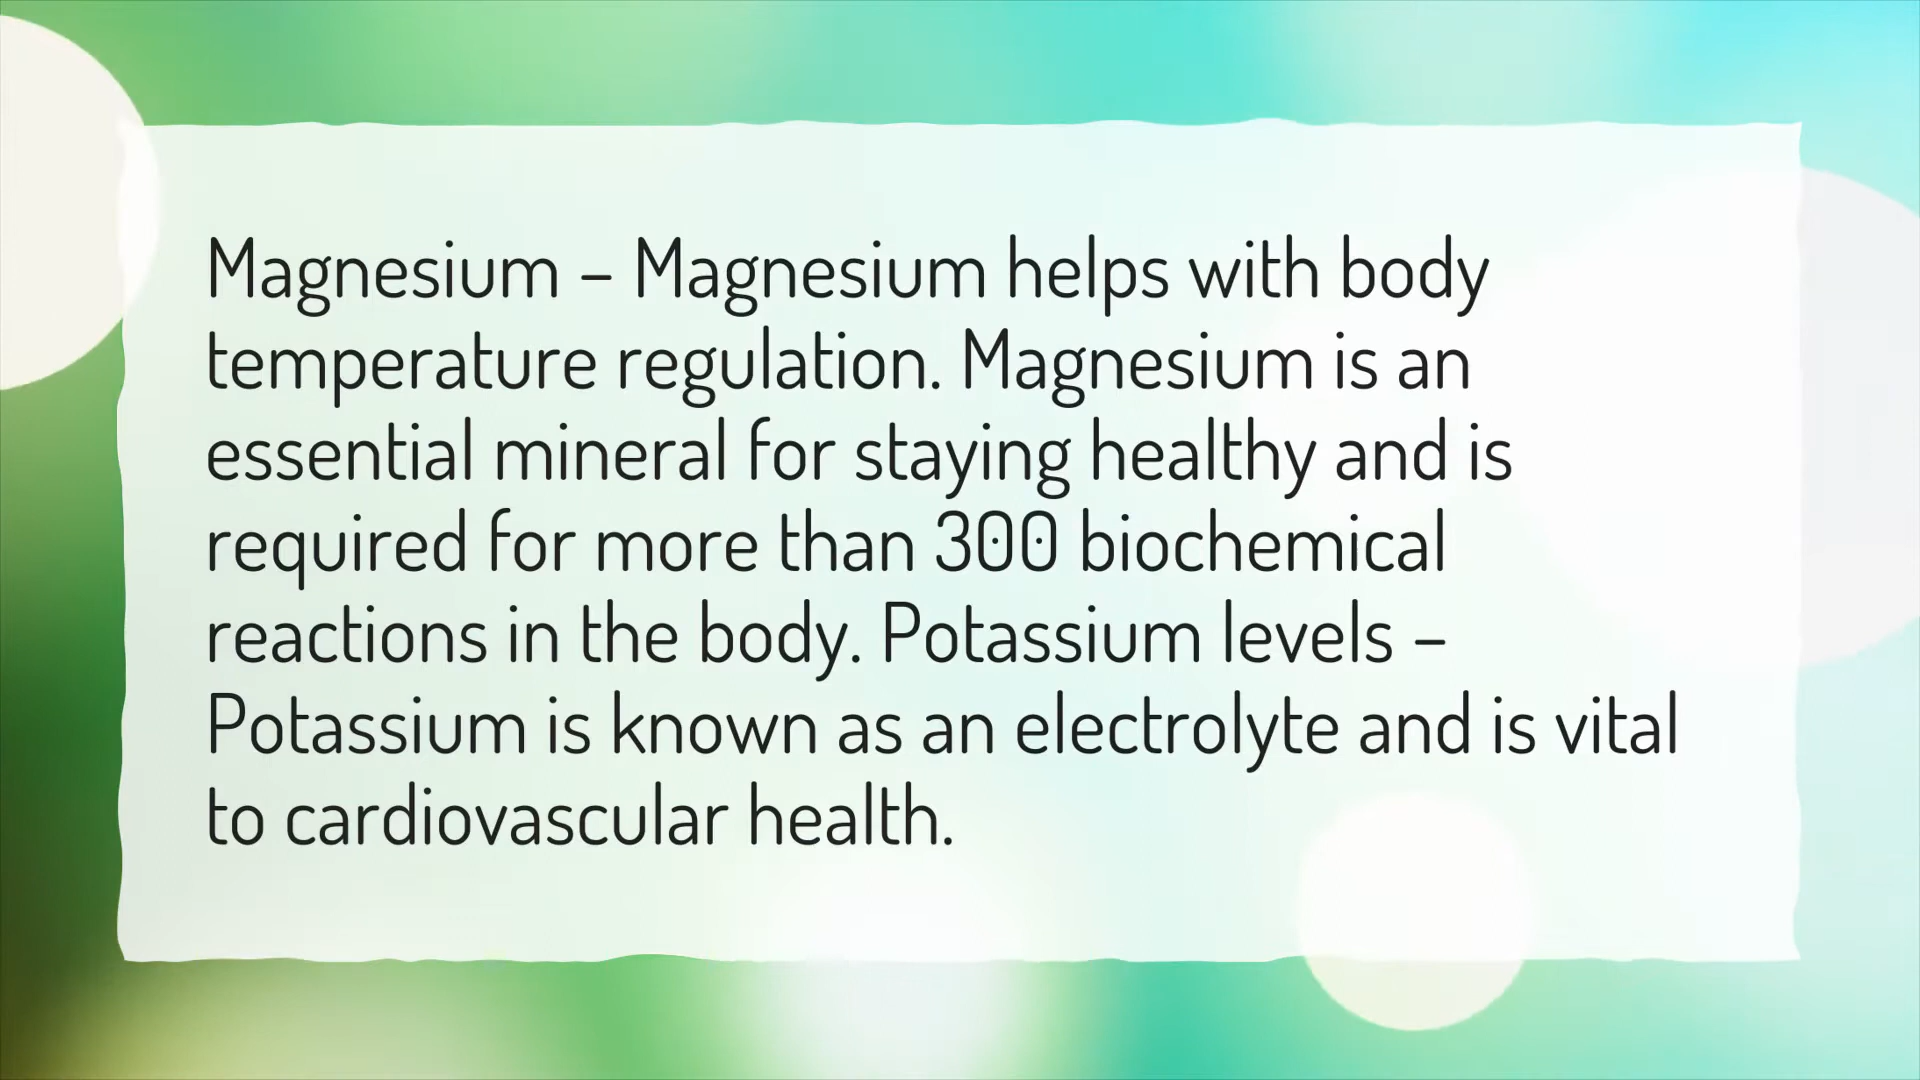 Magnesium – Magnesium helps with body
temperature regulation. Magnesium is an
essential mineral for staying healthy and is
required for more than 300 biochemical
reactions in the body. Potassium levels –
Potassium is known as an electrolyte and is vital
to cardiovascular health.